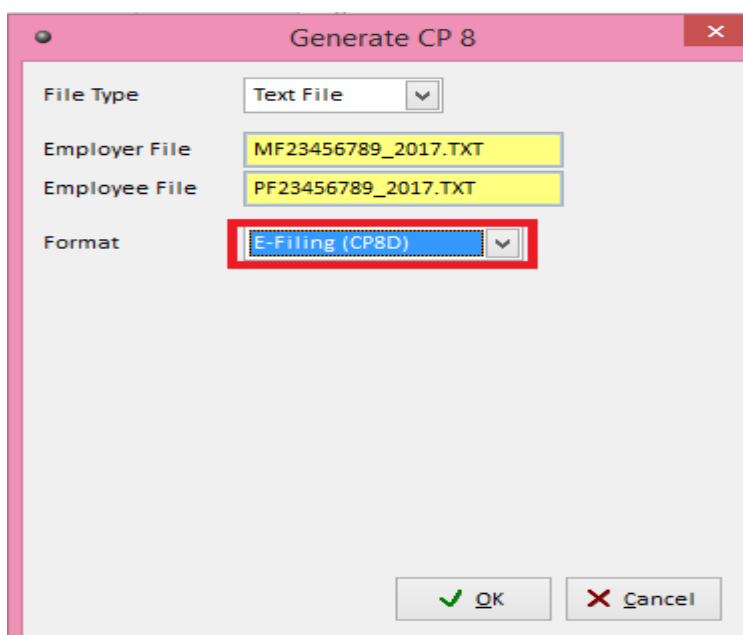 Generate CP 8
File Type Text File
Employer File MF23456789_2017.TXT
Employee File PF23456789_2017.TXT
Format E-Filing (CP8D)
OK Cancel